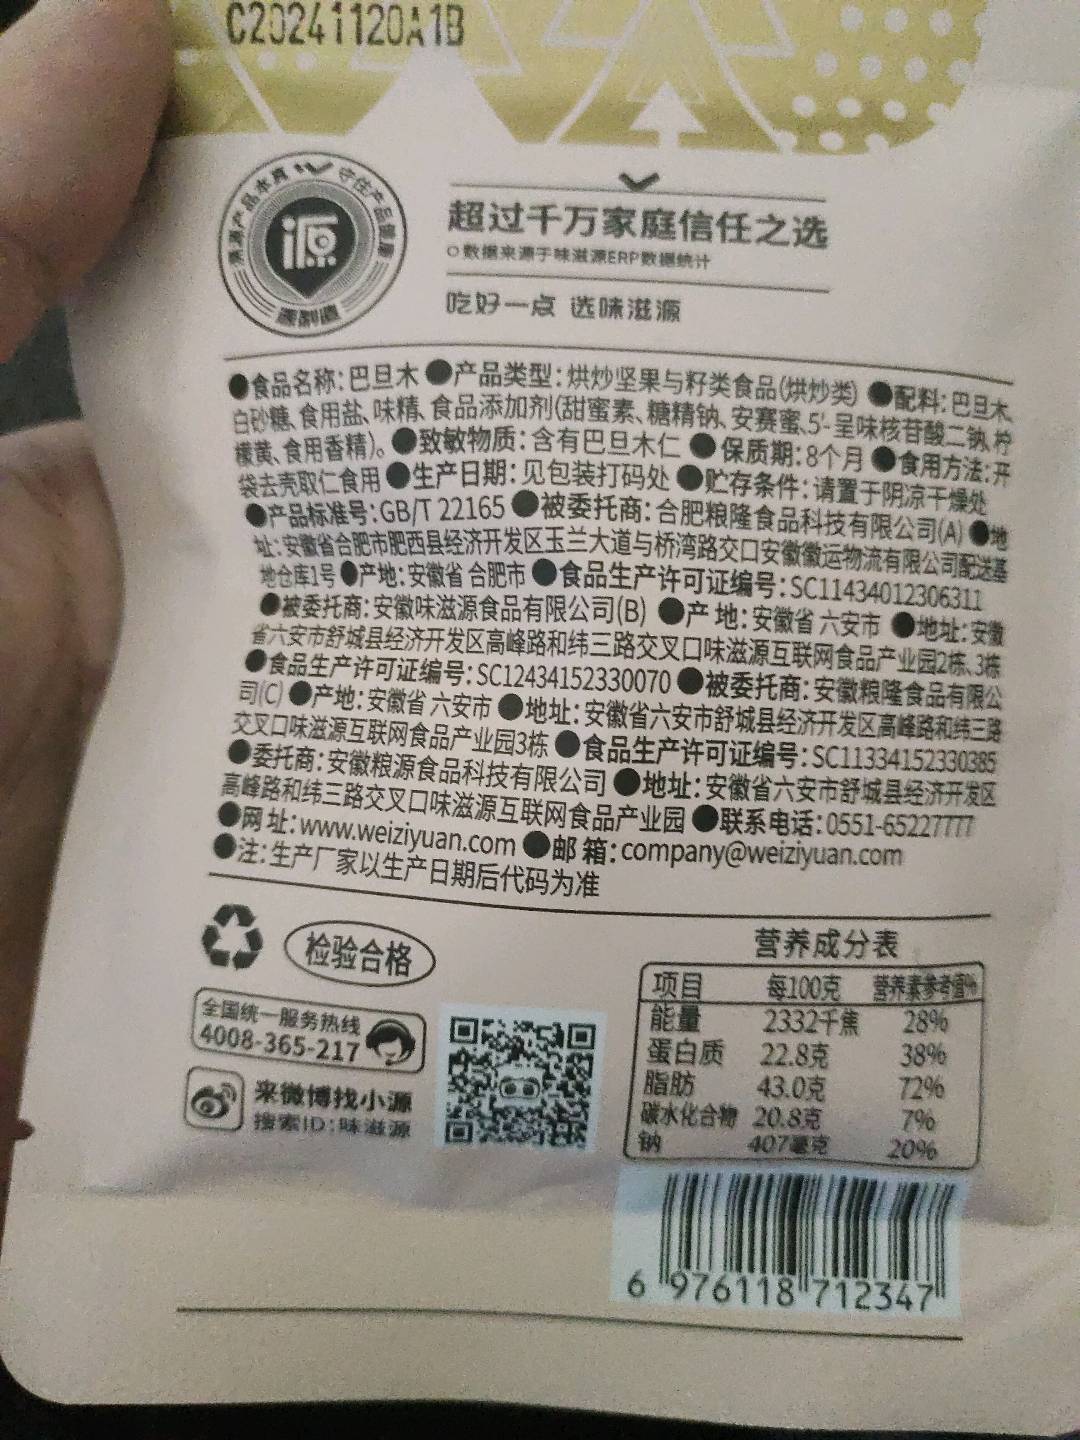 C20241120A1B
源
守住产品健康
源制造
超过千万家庭信任之选
数据来源于味滋源ERP数据统计
吃好一点 选味滋源
●食品名称:巴旦木 ●产品类型:烘炒坚果与籽类食品(烘炒类) ●配料:巴旦木、
白砂糖、食用盐、味精、食品添加剂(甜蜜素、糖精钠、安赛蜜、5'-呈味核苷酸二钠、柠
檬黄、食用香精)。●致敏物质:含有巴旦木仁 ●保质期:8个月 ●食用方法:开
袋去壳取仁食用 ●生产日期:见包装打码处 ●贮存条件:请置于阴凉干燥处
●产品标准号:GB/T 22165 ●被委托商:合肥粮隆食品科技有限公司(A) ●地
址:安徽省合肥市肥西县经济开发区玉兰大道与桥湾路交口安徽徽运物流有限公司配送基
地仓库1号 ●产地:安徽省 合肥市 ●食品生产许可证编号:SC11434012306311
●被委托商:安徽味滋源食品有限公司(B) ●产 地:安徽省 六安市 ●地址:安徽
省六安市舒城县经济开发区高峰路和纬三路交叉口味滋源互联网食品产业园2栋、3栋
●食品生产许可证编号:SC12434152330070 ●被委托商:安徽粮隆食品有限公
司(C) ●产地:安徽省 六安市 ●地址:安徽省六安市舒城县经济开发区高峰路和纬三路
交叉口味滋源互联网食品产业园3栋 ●食品生产许可证编号:SC11334152330385
●委托商:安徽粮源食品科技有限公司 ●地址:安徽省六安市舒城县经济开发区
高峰路和纬三路交叉口味滋源互联网食品产业园 ●联系电话:0551-65227777
●网址:www.weiziyuan.com ●邮 箱:company@weiziyuan.com
●注:生产厂家以生产日期后代码为准
检验合格
全国统一服务热线
4008-365-217
来微博找小源
搜索ID:味滋源
营养成分表
项目 每100克 营养素参考值%
能量 2332千焦 28%
蛋白质 22.8克 38%
脂肪 43.0克 72%
碳水化合物 20.8克 7%
钠 407毫克 20%
6 976118 712347